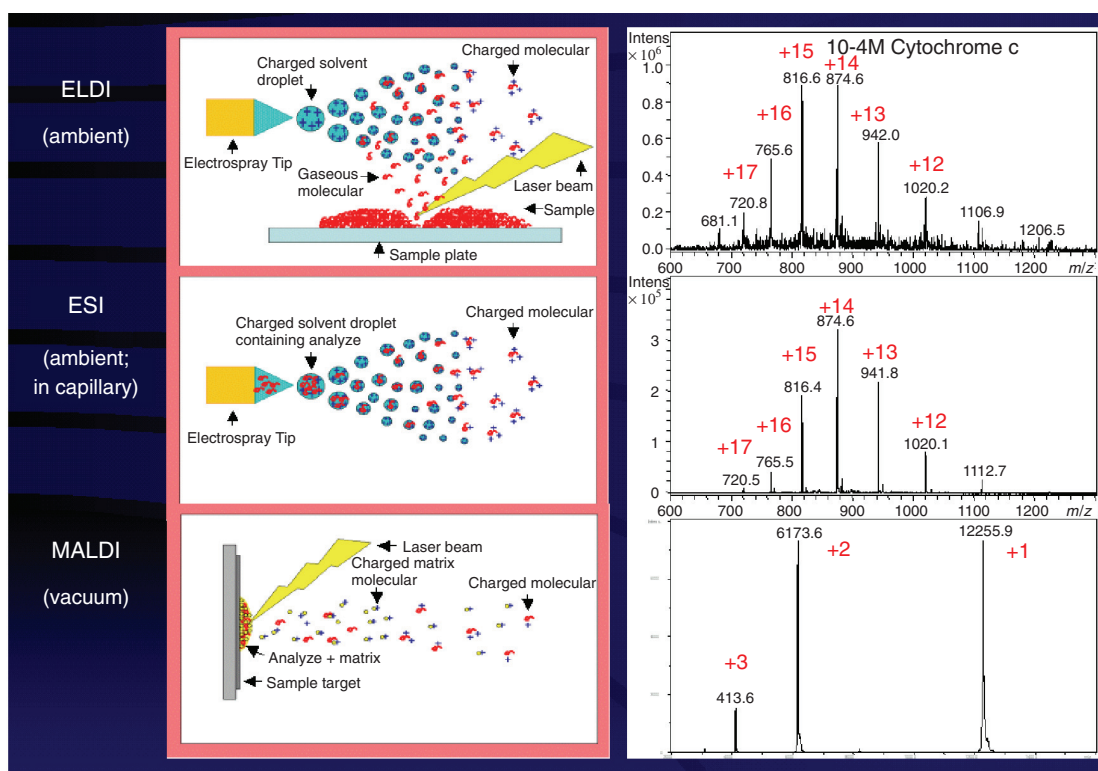 ELDI
(ambient)
Charged solvent
droplet
Charged molecular
Electrospray Tip
Gaseous
molecular
Laser beam
Sample
Sample plate
Intens
× 10⁶
10-4M Cytochrome c
1.0
0.8
0.6
0.4
0.2
0.0
+17
+16
+15
+14
+13
+12
681.1
720.8
765.6
816.6
874.6
942.0
1020.2
1106.9
1206.5
600 700 800 900 1000 1100 1200 m/z
ESI
(ambient;
in capillary)
Charged solvent droplet
containing analyze
Charged molecular
Electrospray Tip
Intens
× 10⁵
3
2
1
0
+17
+16
+15
+14
+13
+12
720.5
765.5
816.4
874.6
941.8
1020.1
1112.7
600 700 800 900 1000 1100 1200 m/z
MALDI
(vacuum)
Laser beam
Charged matrix
molecular
Charged molecular
Analyze + matrix
Sample target
+3
413.6
6173.6
+2
12255.9
+1